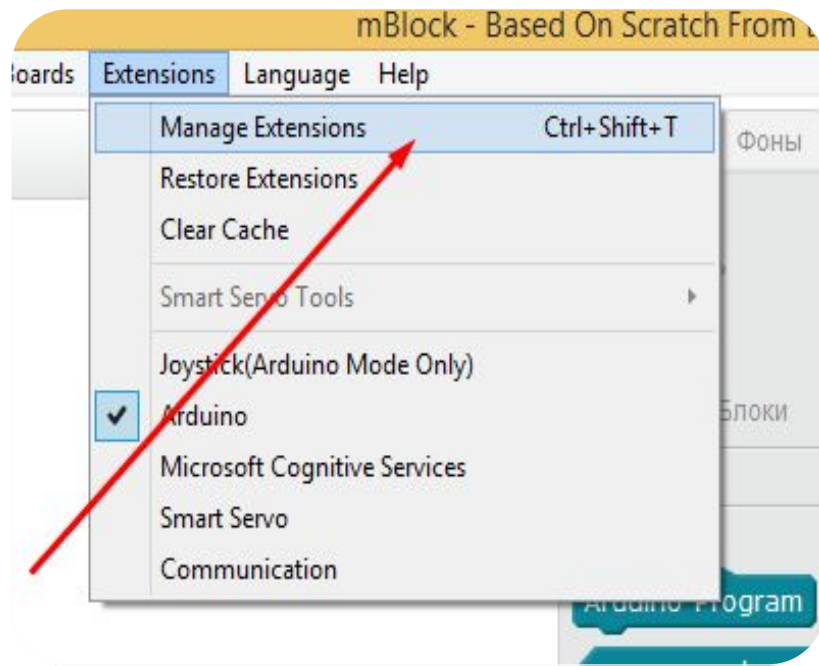 mBlock - Based On Scratch From
Boards Extensions Language Help
Manage Extensions Ctrl+Shift+T
Фоны
Restore Extensions
Clear Cache
Smart Servo Tools
Joystick(Arduino Mode Only)
Arduino
Блоки
Microsoft Cognitive Services
Smart Servo
Communication
Arduino Program